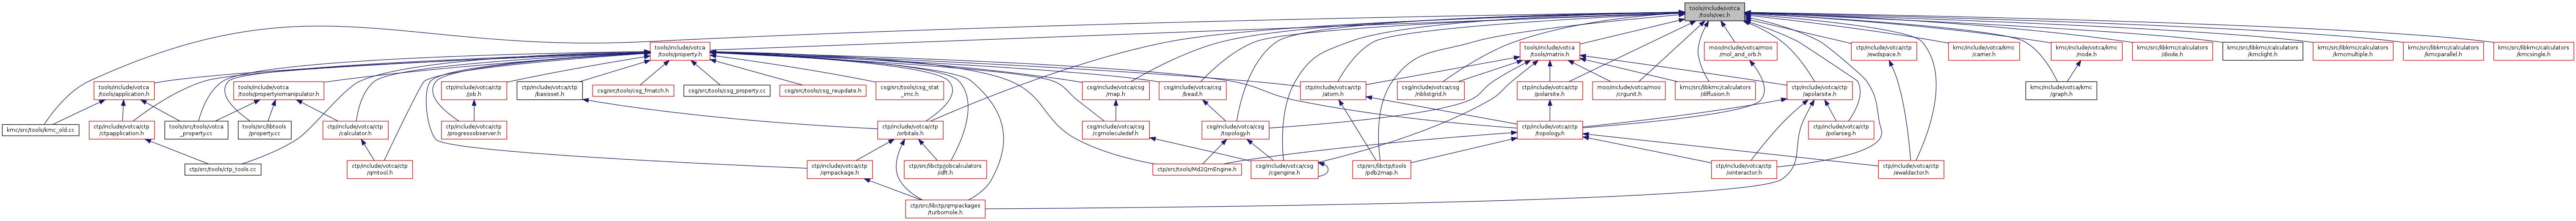 tools/include/votca
/tools/vec.h
tools/include/votca
/tools/property.h
tools/include/votca
/tools/matrix.h
moo/include/votca/moo
/mol_and_orb.h
ctp/include/votca/ctp
/ewdspace.h
kmc/include/votca/kmc
/carrier.h
kmc/include/votca/kmc
/node.h
kmc/src/libkmc/calculators
/diode.h
kmc/src/libkmc/calculators
/kmclight.h
kmc/src/libkmc/calculators
/kmcmultiple.h
kmc/src/libkmc/calculators
/kmcparallel.h
kmc/src/libkmc/calculators
/kmcsingle.h
tools/include/votca
/tools/application.h
tools/include/votca
/tools/propertyiomanipulator.h
ctp/include/votca/ctp
/job.h
ctp/include/votca/ctp
/basisset.h
csg/src/tools/csg_fmatch.h
csg/src/tools/csg_property.cc
csg/src/tools/csg_reupdate.h
csg/src/tools/csg_stat
_imc.h
csg/include/votca/csg
/map.h
csg/include/votca/csg
/bead.h
ctp/include/votca/ctp
/atom.h
csg/include/votca/csg
/nblistgrid.h
ctp/include/votca/ctp
/polarsite.h
moo/include/votca/moo
/crgunit.h
kmc/src/libkmc/calculators
/diffusion.h
ctp/include/votca/ctp
/apolarsite.h
kmc/include/votca/kmc
/graph.h
kmc/src/tools/kmc_old.cc
ctp/include/votca/ctp
/ctpapplication.h
tools/src/tools/votca
_property.cc
tools/src/libtools
/property.cc
ctp/include/votca/ctp
/calculator.h
ctp/include/votca/ctp
/progressobserver.h
ctp/include/votca/ctp
/orbitals.h
csg/include/votca/csg
/cgmoleculedef.h
csg/include/votca/csg
/topology.h
ctp/include/votca/ctp
/topology.h
ctp/include/votca/ctp
/polarseg.h
ctp/src/tools/ctp_tools.cc
ctp/include/votca/ctp
/qmtool.h
ctp/include/votca/ctp
/qmpackage.h
ctp/src/libctp/jobcalculators
/idft.h
ctp/src/tools/Md2QmEngine.h
csg/include/votca/csg
/cgengine.h
ctp/src/libctp/tools
/pdb2map.h
ctp/include/votca/ctp
/xinteractor.h
ctp/include/votca/ctp
/ewaldactor.h
ctp/src/libctp/qmpackages
/turbomole.h